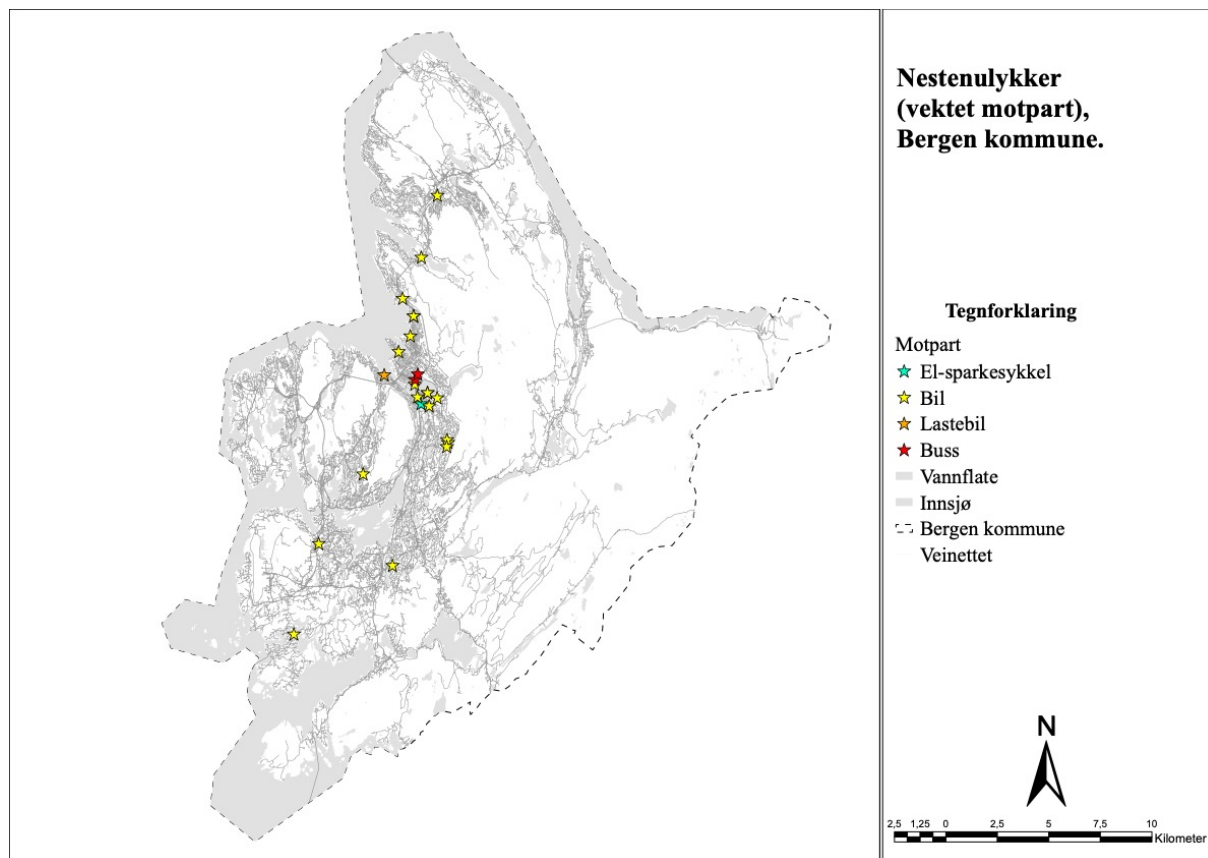 Nestenulykker
(vektet motpart),
Bergen kommune.
Tegnforklaring
Motpart
El-sparkesykkel
Bil
Lastebil
Buss
Vannflate
Innsjø
Bergen kommune
Veinettet
N
2,5 1,25 0 2,5 5 7,5 10
Kilometer